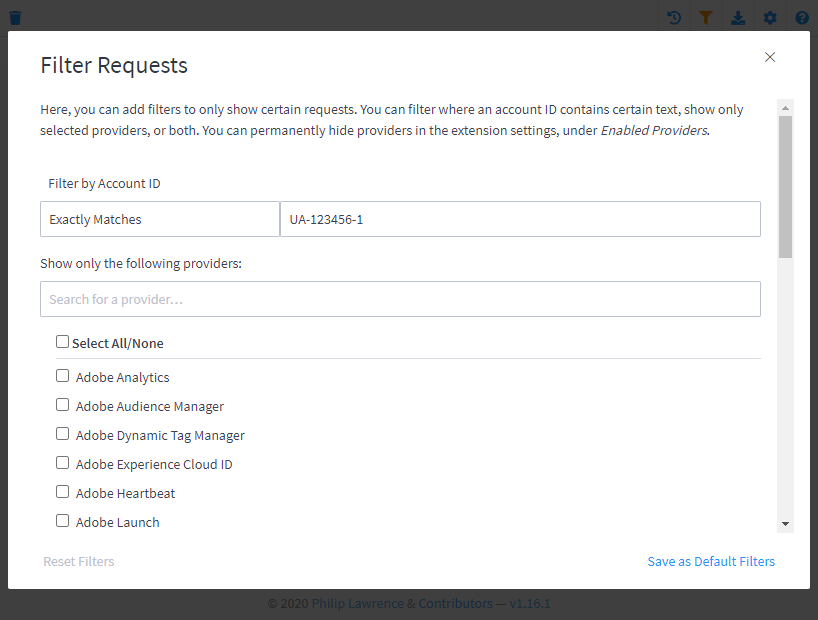 Filter Requests
Here, you can add filters to only show certain requests. You can filter where an account ID contains certain text, show only
selected providers, or both. You can permanently hide providers in the extension settings, under Enabled Providers.
Filter by Account ID
Exactly Matches
UA-123456-1
Show only the following providers:
Search for a provider…
Select All/None
Adobe Analytics
Adobe Audience Manager
Adobe Dynamic Tag Manager
Adobe Experience Cloud ID
Adobe Heartbeat
Adobe Launch
Reset Filters
Save as Default Filters
© 2020 Philip Lawrence & Contributors — v1.16.1